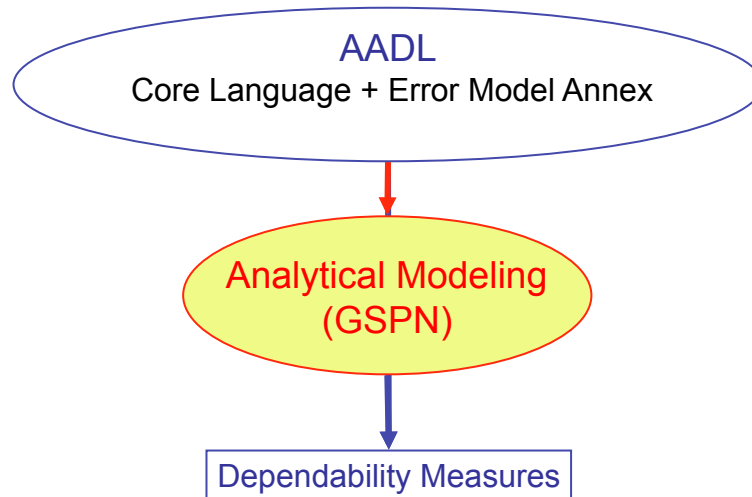 AADL
Core Language + Error Model Annex
Analytical Modeling
(GSPN)
Dependability Measures